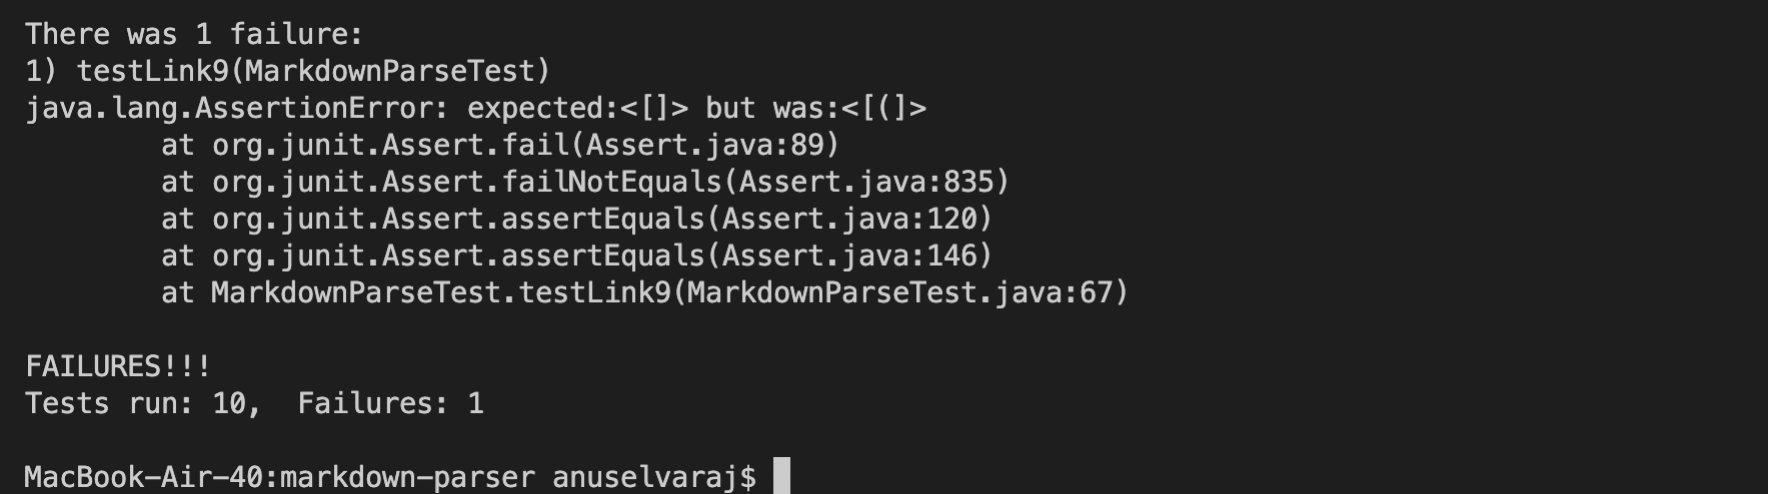 There was 1 failure:
1) testLink9(MarkdownParseTest)
java.lang.AssertionError: expected:<[]> but was:<[(]>
        at org.junit.Assert.fail(Assert.java:89)
        at org.junit.Assert.failNotEquals(Assert.java:835)
        at org.junit.Assert.assertEquals(Assert.java:120)
        at org.junit.Assert.assertEquals(Assert.java:146)
        at MarkdownParseTest.testLink9(MarkdownParseTest.java:67)
FAILURES!!!
Tests run: 10,  Failures: 1
MacBook-Air-40:markdown-parser anuselvaraj$